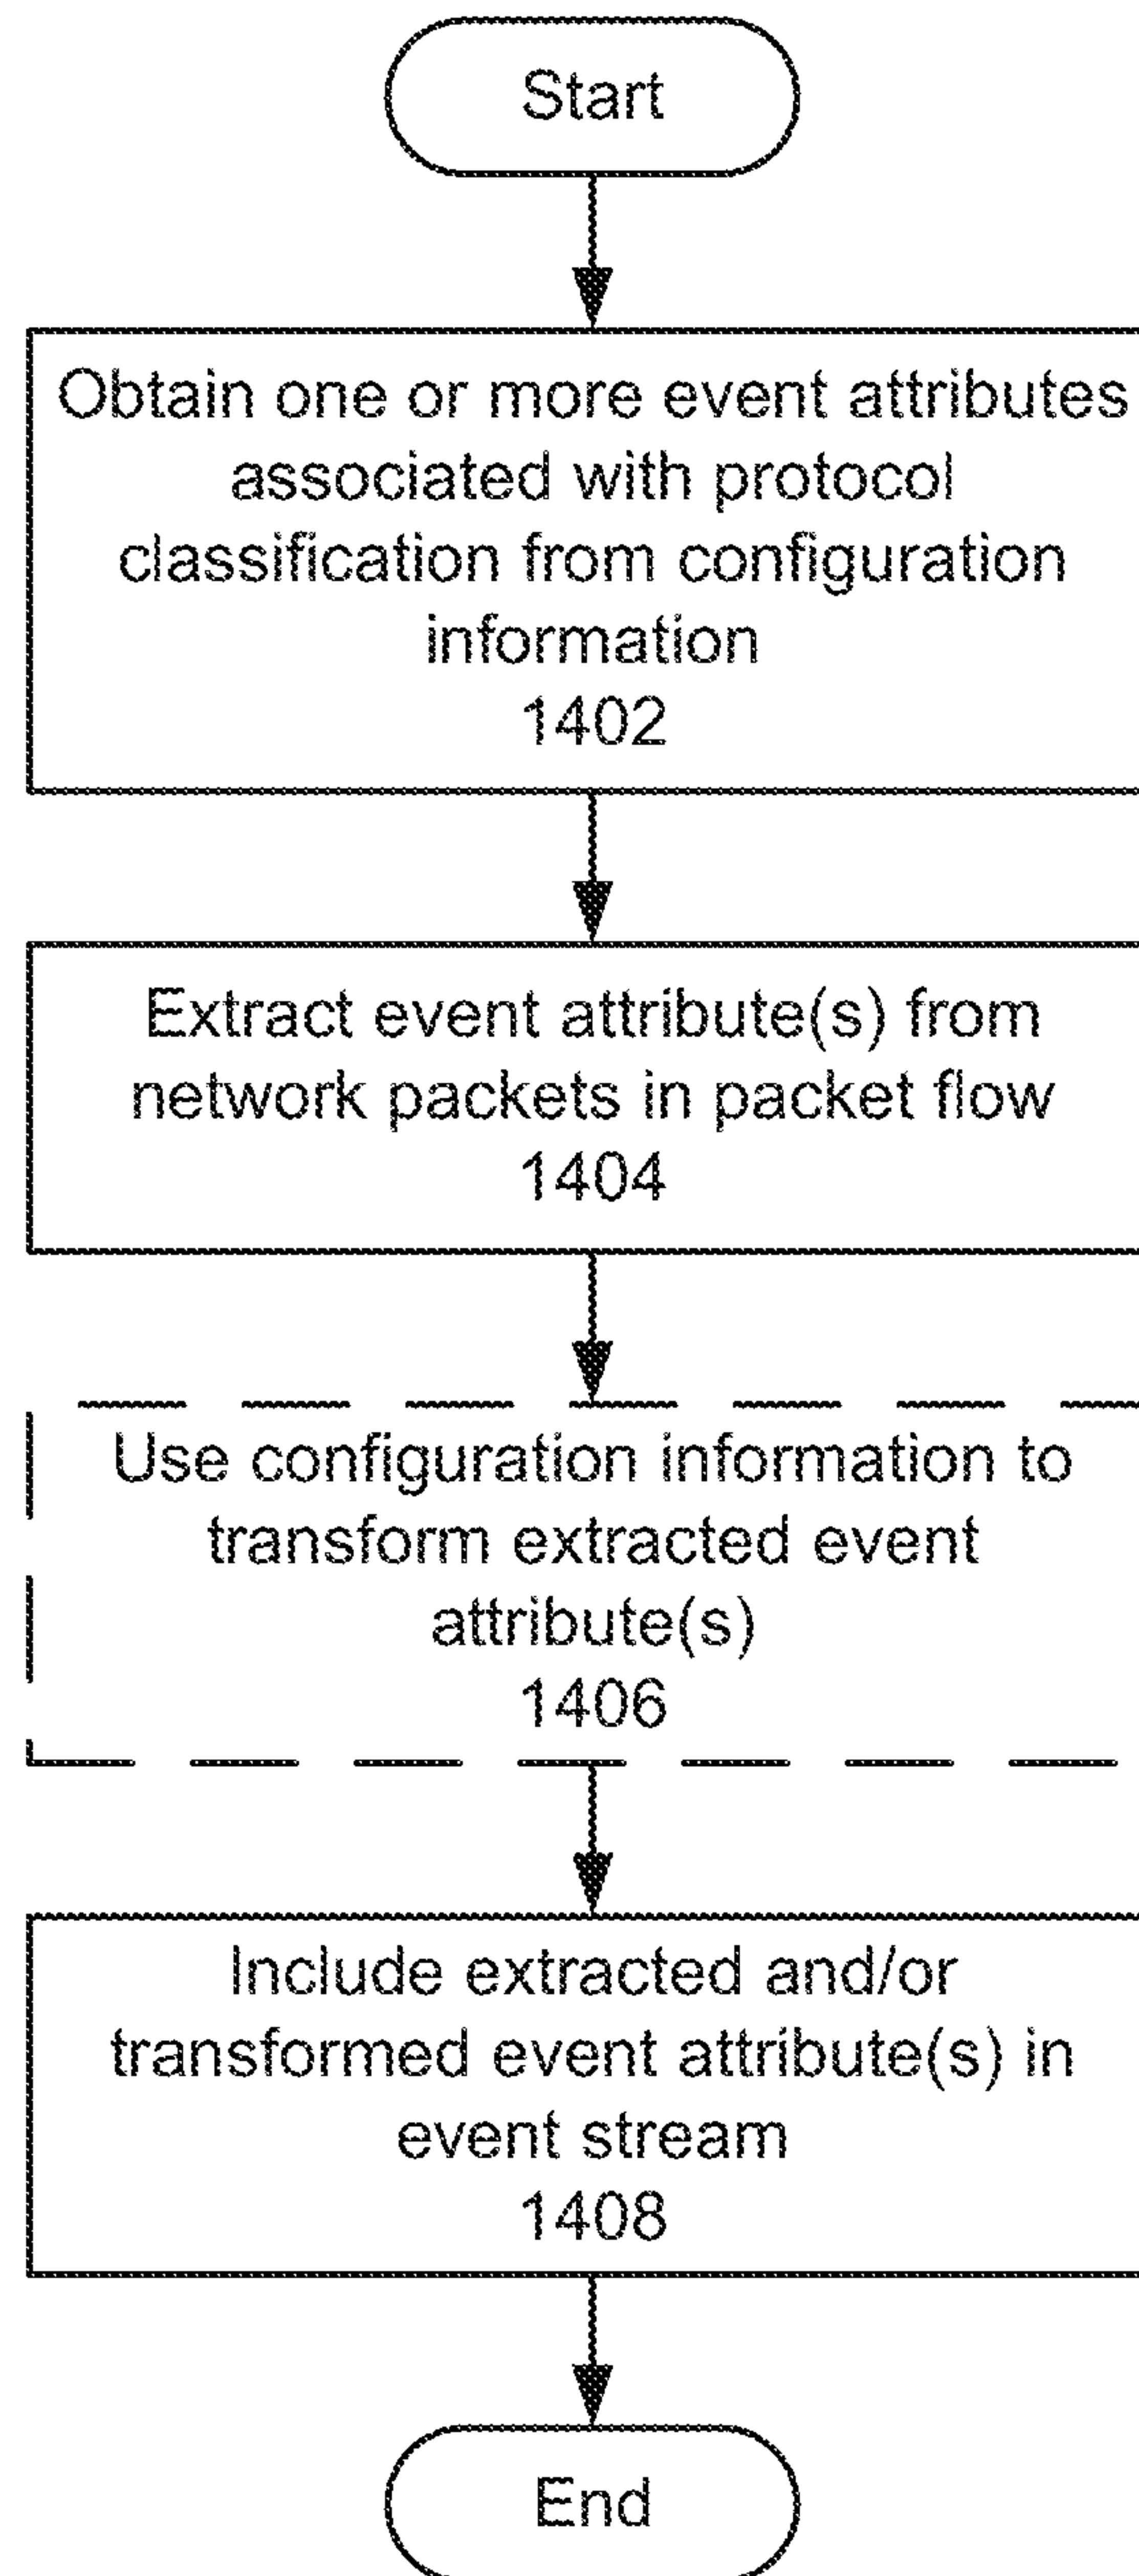 Start
Obtain one or more event attributes
associated with protocol
classification from configuration
information
1402
Extract event attribute(s) from
network packets in packet flow
1404
Use configuration information to
transform extracted event
attribute(s)
1406
Include extracted and/or
transformed event attribute(s) in
event stream
1408
End